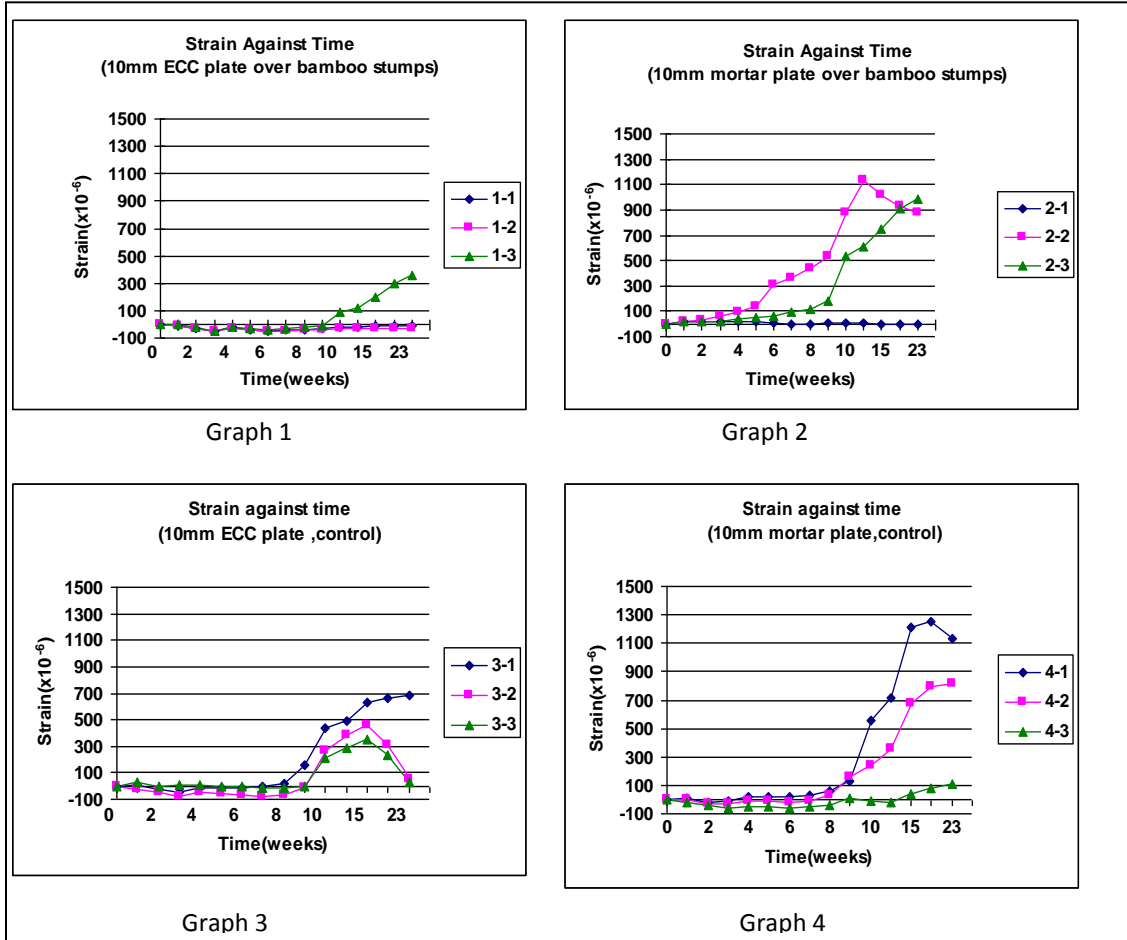 Strain Against Time
(10mm ECC plate over bamboo stumps)
1500
1300
1100
900
700
500
300
100
-100
Strain(x10⁻⁶)
0 2 4 6 8 10 15 23
Time(weeks)
1-1
1-2
1-3
Graph 1
Strain Against Time
(10mm mortar plate over bamboo stumps)
1500
1300
1100
900
700
500
300
100
-100
Strain(x10⁻⁶)
0 2 4 6 8 10 15 23
Time(weeks)
2-1
2-2
2-3
Graph 2
Strain against time
(10mm ECC plate ,control)
1500
1300
1100
900
700
500
300
100
-100
Strain(x10⁻⁶)
0 2 4 6 8 10 15 23
Time(weeks)
3-1
3-2
3-3
Graph 3
Strain against time
(10mm mortar plate,control)
1500
1300
1100
900
700
500
300
100
-100
Strain(x10⁻⁶)
0 2 4 6 8 10 15 23
Time(weeks)
4-1
4-2
4-3
Graph 4